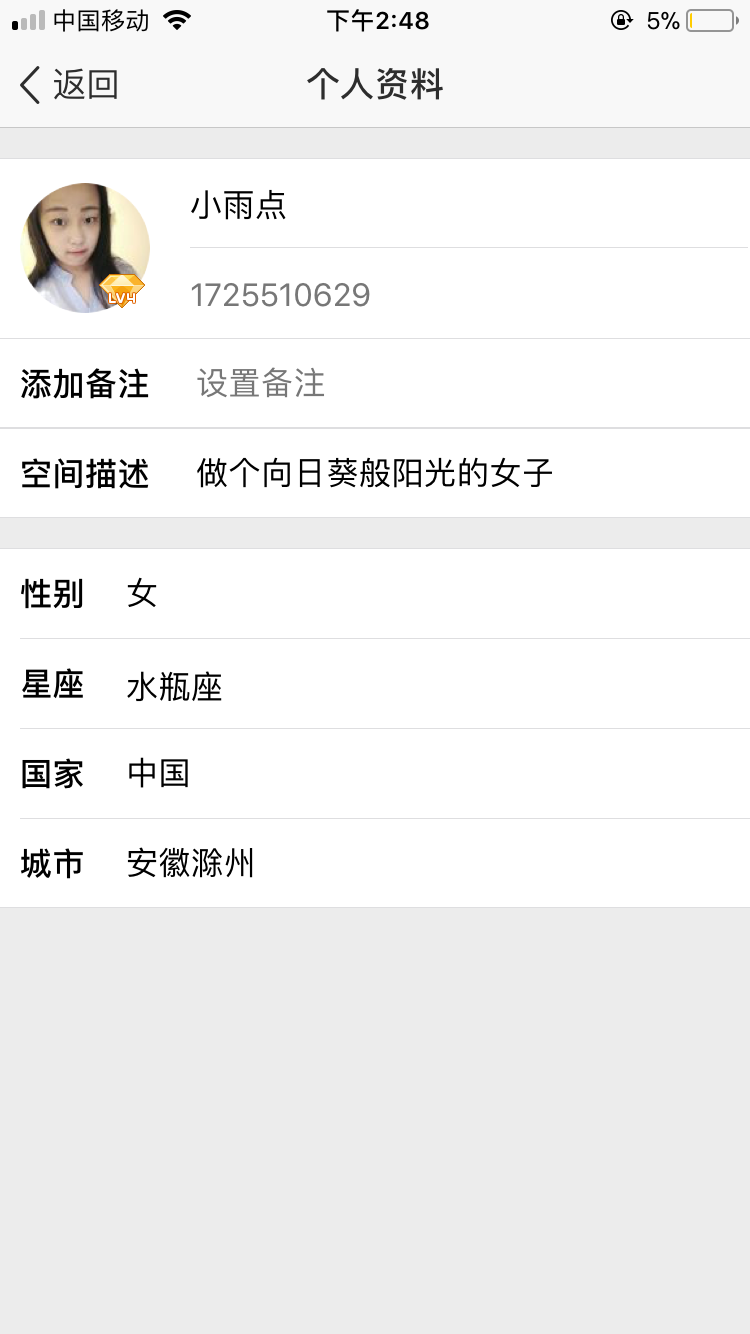 中国移动 下午2:48 5%
返回 个人资料
小雨点
LV4
1725510629
添加备注 设置备注
空间描述 做个向日葵般阳光的女子
性别 女
星座 水瓶座
国家 中国
城市 安徽滁州